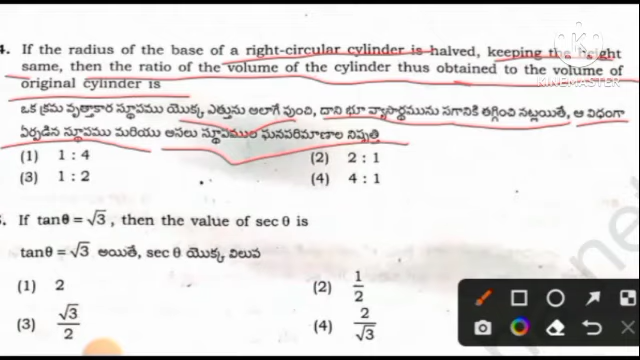 4. If the radius of the base of a right-circular cylinder is halved, keeping the height
same, then the ratio of the volume of the cylinder thus obtained to the volume of
original cylinder is
ఒక క్రమ వృత్తాకార స్థూపము యొక్క ఎత్తును అలాగే వుంచి, దాని భూ వ్యాసార్థమును సగానికి తగ్గించి నట్లయితే, ఆ విధంగా
ఏర్పడిన స్థూపము మరియు అసలు స్థూపముల ఘనపరిమాణాల నిష్పత్తి
(1) 1 : 4 (2) 2 : 1
(3) 1 : 2 (4) 4 : 1
5. If tanθ = √3, then the value of sec θ is
tanθ = √3 అయితే, sec θ యొక్క విలువ
(1) 2 (2) 1/2
(3) √3/2 (4) 2/√3
KINEMASTER